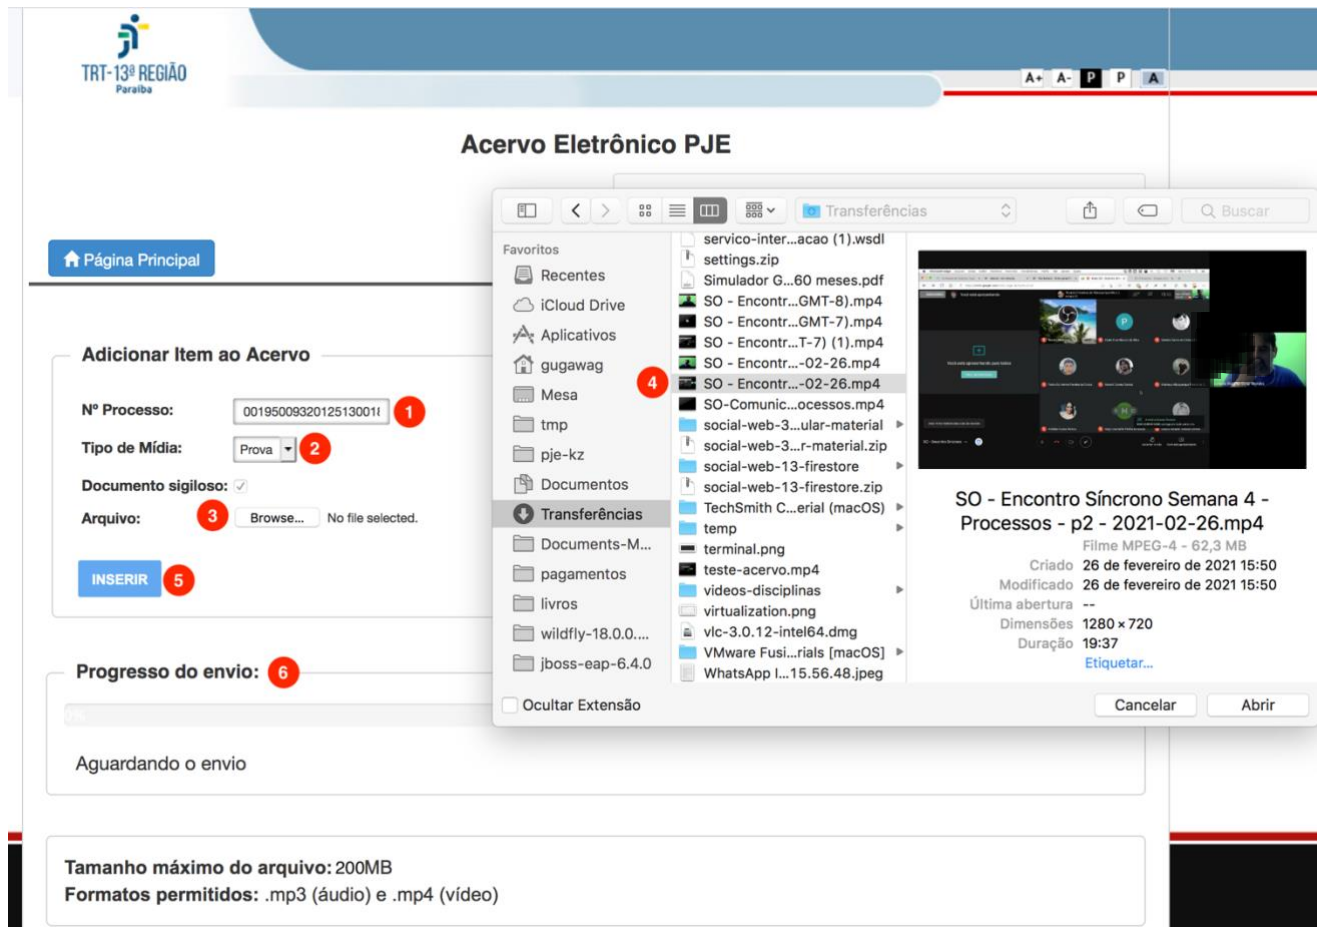 TRT-13ª REGIÃO
Paraíba
A+ A- P P A
Acervo Eletrônico PJE
Página Principal
Adicionar Item ao Acervo
Nº Processo: 00195009320125130018 1
Tipo de Mídia: Prova 2
Documento sigiloso:
Arquivo: 3 Browse... No file selected.
INSERIR 5
Progresso do envio: 6
0%
Aguardando o envio
Tamanho máximo do arquivo: 200MB
Formatos permitidos: .mp3 (áudio) e .mp4 (vídeo)
Transferências
Buscar
Favoritos
Recentes
iCloud Drive
Aplicativos
gugawag
Mesa
tmp
pje-kz
Documentos
Transferências
Documents-M...
pagamentos
livros
wildfly-18.0.0....
jboss-eap-6.4.0
servico-inter...acao (1).wsdl
settings.zip
Simulador G...60 meses.pdf
SO - Encontr...GMT-8).mp4
SO - Encontr...GMT-7).mp4
SO - Encontr...T-7) (1).mp4
SO - Encontr...-02-26.mp4
4 SO - Encontr...-02-26.mp4
SO-Comunic...ocessos.mp4
social-web-3...ular-material
social-web-3...r-material.zip
social-web-13-firestore
social-web-13-firestore.zip
TechSmith C...erial (macOS)
temp
terminal.png
teste-acervo.mp4
videos-disciplinas
virtualization.png
vlc-3.0.12-intel64.dmg
VMware Fusi...rials [macOS]
WhatsApp I...15.56.48.jpeg
SO - Encontro Síncrono Semana 4 -
Processos - p2 - 2021-02-26.mp4
Filme MPEG-4 - 62,3 MB
Criado 26 de fevereiro de 2021 15:50
Modificado 26 de fevereiro de 2021 15:50
Última abertura --
Dimensões 1280 × 720
Duração 19:37
Etiquetar...
Ocultar Extensão
Cancelar Abrir